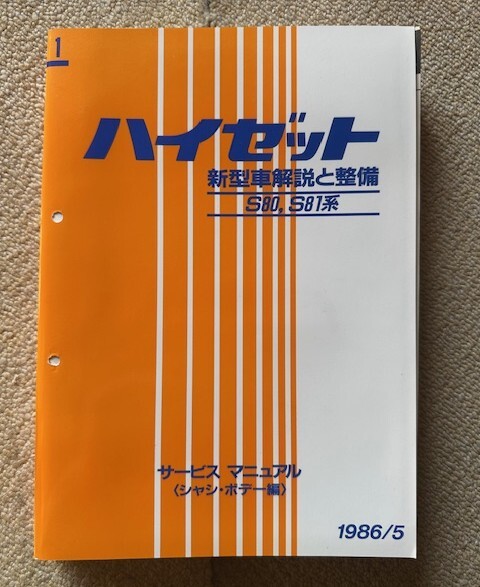 1
ハイゼット
新型車解説と整備
S80, S81系
サービス マニュアル
〈シャシ・ボデー編〉
1986/5